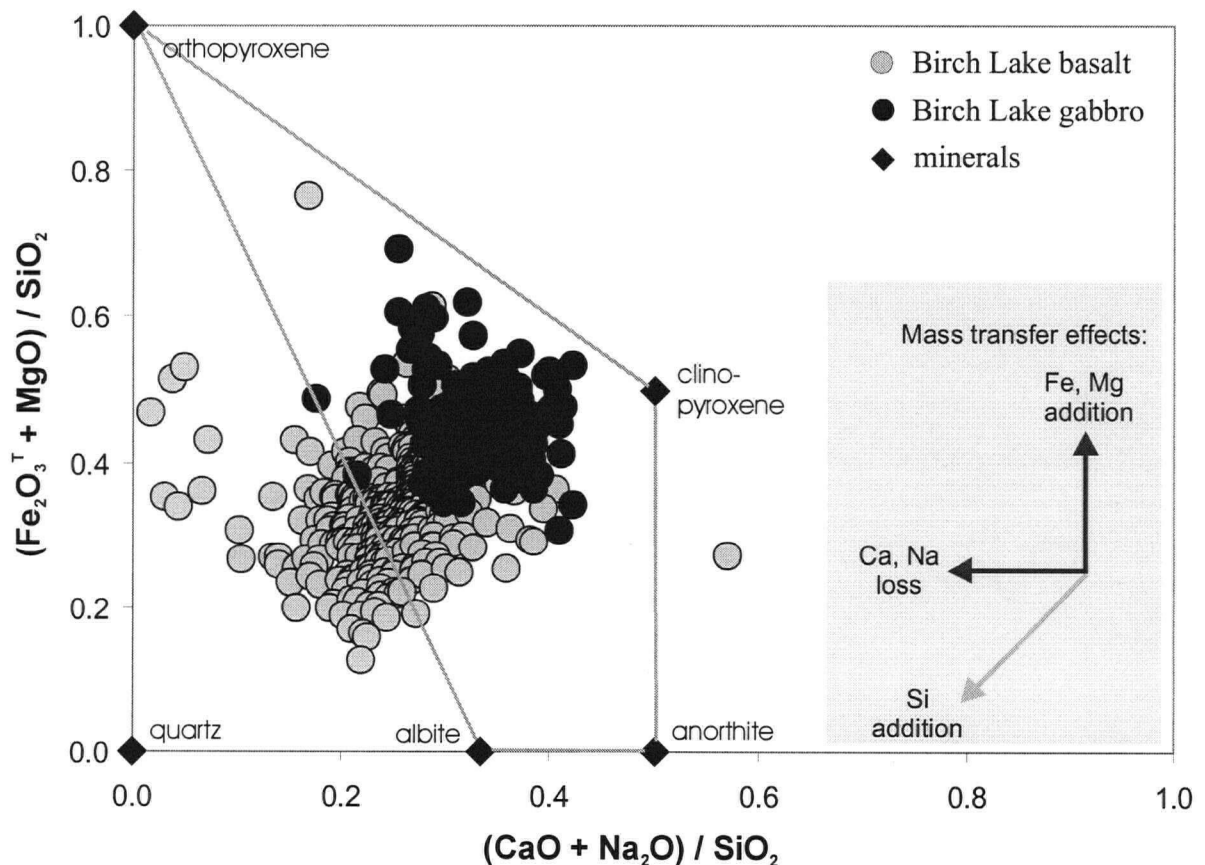 1.0
orthopyroxene
Birch Lake basalt
Birch Lake gabbro
minerals
0.8
0.6
0.4
0.2
0.0
(Fe₂O₃ᵀ + MgO) / SiO₂
clino-
pyroxene
Mass transfer effects:
Fe, Mg
addition
Ca, Na
loss
Si
addition
quartz
albite
anorthite
0.0
0.2
0.4
0.6
0.8
1.0
(CaO + Na₂O) / SiO₂